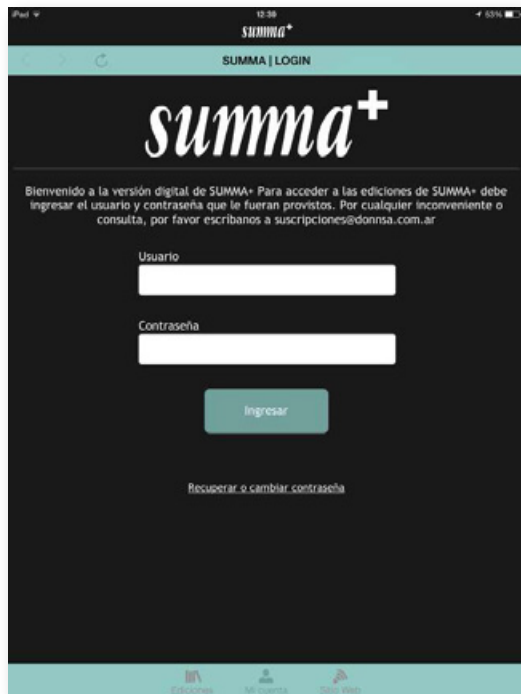 iPad 12:39 53%
summa+
SUMMA | LOGIN
summa+
Bienvenido a la versión digital de SUMMA+ Para acceder a las ediciones de SUMMA+ debe
ingresar el usuario y contraseña que le fueran provistos. Por cualquier inconveniente o
consulta, por favor escríbanos a suscripciones@donnsa.com.ar
Usuario
Contraseña
Ingresar
Recuperar o cambiar contraseña
Ediciones Mi cuenta Sitio Web